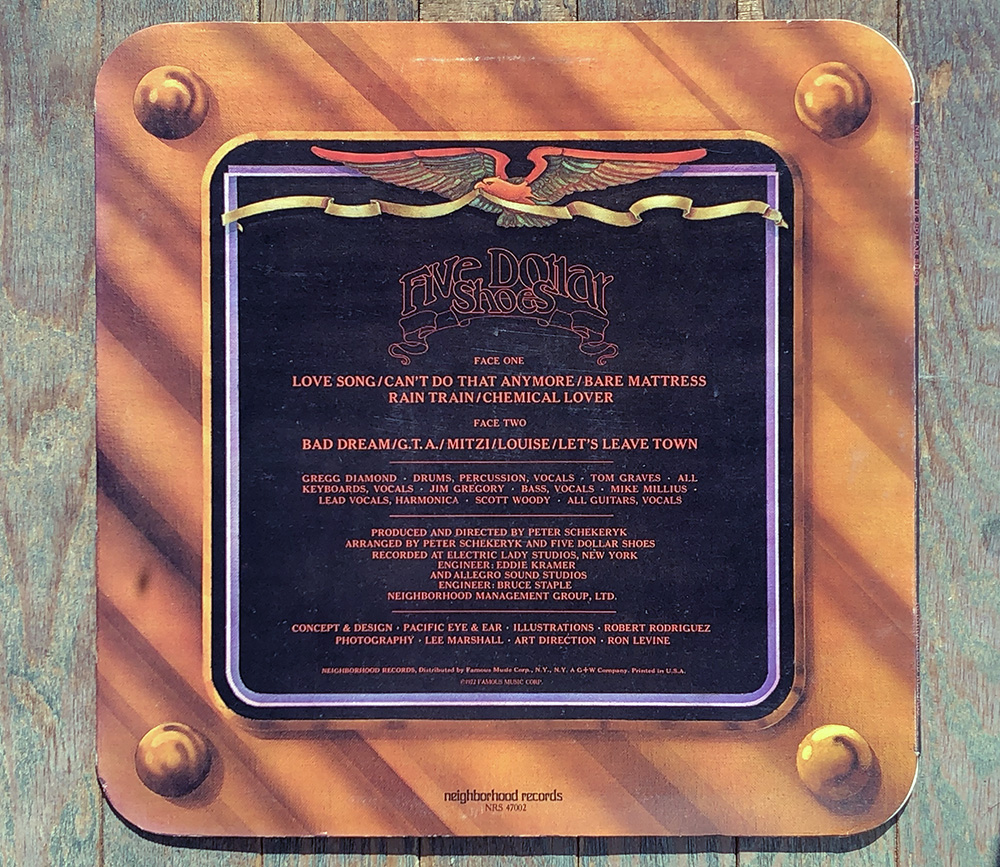 Five Dollar
Shoes
FACE ONE
LOVE SONG/CAN'T DO THAT ANYMORE/BARE MATTRESS
RAIN TRAIN/CHEMICAL LOVER
FACE TWO
BAD DREAM/G.T.A./MITZI/LOUISE/LET'S LEAVE TOWN
GREGG DIAMOND · DRUMS, PERCUSSION, VOCALS · TOM GRAVES · ALL
KEYBOARDS, VOCALS · JIM GREGORY · BASS, VOCALS · MIKE MILLIUS ·
LEAD VOCALS, HARMONICA · SCOTT WOODY · ALL GUITARS, VOCALS
PRODUCED AND DIRECTED BY PETER SCHEKERYK
ARRANGED BY PETER SCHEKERYK AND FIVE DOLLAR SHOES
RECORDED AT ELECTRIC LADY STUDIOS, NEW YORK
ENGINEER: EDDIE KRAMER
AND ALLEGRO SOUND STUDIOS
ENGINEER: BRUCE STAPLE
NEIGHBORHOOD MANAGEMENT GROUP, LTD.
CONCEPT & DESIGN · PACIFIC EYE & EAR · ILLUSTRATIONS · ROBERT RODRIGUEZ
PHOTOGRAPHY · LEE MARSHALL · ART DIRECTION · RON LEVINE
NEIGHBORHOOD RECORDS, Distributed by Famous Music Corp., N.Y., N.Y. A G+W Company. Printed in U.S.A.
©1972 FAMOUS MUSIC CORP.
neighborhood records
NRS 47002